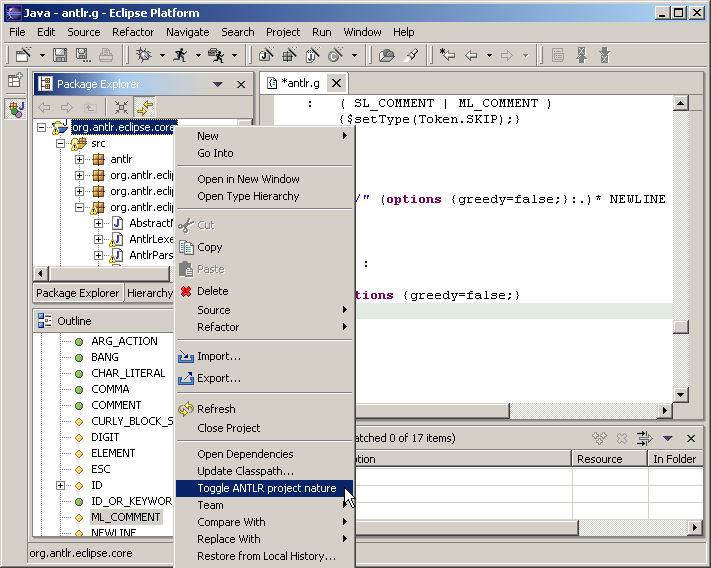 Java - antlr.g - Eclipse Platform
File Edit Source Refactor Navigate Search Project Run Window Help
Package Explorer
*antlr.g
org.antlr.eclipse.core
src
antlr
org.antlr.ecli
org.antlr.ecli
org.antlr.ecli
AbstractN
AntlrLexe
AntlrPars
Package Explorer Hierarchy
: ( SL_COMMENT | ML_COMMENT )
{$setType(Token.SKIP);}
/" (options {greedy=false;}:.)* NEWLINE
:
tions {greedy=false;}
New
Go Into
Open in New Window
Open Type Hierarchy
Cut
Copy
Paste
Delete
Source
Refactor
Import...
Export...
Refresh
Close Project
Open Dependencies
Update Classpath...
Toggle ANTLR project nature
Team
Compare With
Replace With
Restore from Local History...
Outline
ARG_ACTION
BANG
CHAR_LITERAL
COMMA
COMMENT
CURLY_BLOCK_S
DIGIT
ELEMENT
ESC
ID
ID_OR_KEYWOR
ML_COMMENT
NEWLINE
atched 0 of 17 items)
tion Resource In Folder
org.antlr.eclipse.core